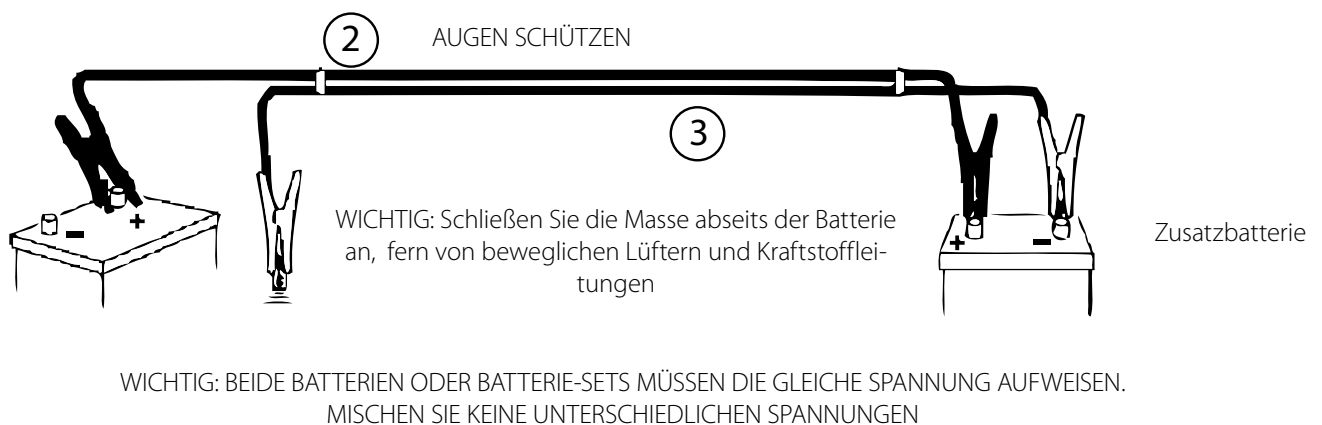 2
AUGEN SCHÜTZEN
3
WICHTIG: Schließen Sie die Masse abseits der Batterie
an, fern von beweglichen Lüftern und Kraftstofflei-
tungen
- +
+ -
Zusatzbatterie
WICHTIG: BEIDE BATTERIEN ODER BATTERIE-SETS MÜSSEN DIE GLEICHE SPANNUNG AUFWEISEN.
MISCHEN SIE KEINE UNTERSCHIEDLICHEN SPANNUNGEN